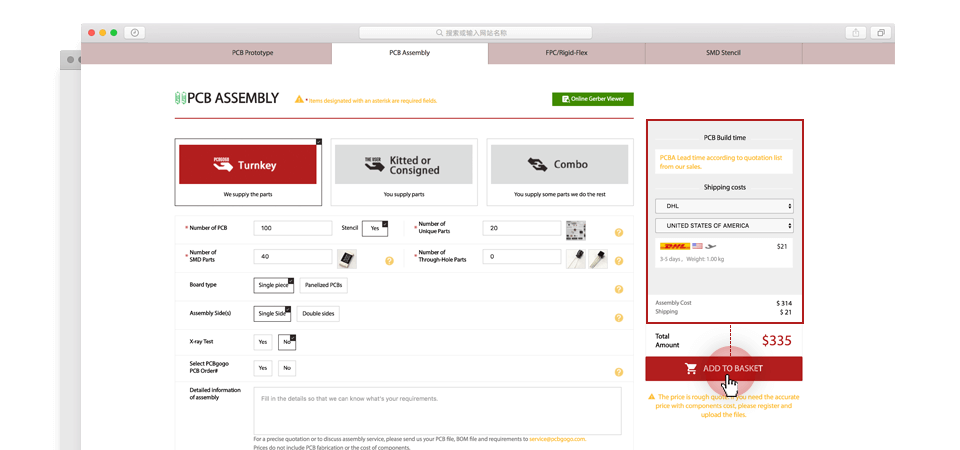 搜索或输入网站名称
PCB Prototype
PCB Assembly
FPC/Rigid-Flex
SMD Stencil
PCB ASSEMBLY
* Items designated with an asterisk are required fields.
Online Gerber Viewer
PCBGOGO
Turnkey
We supply the parts
THE USER
Kitted or
Consigned
You supply parts
Combo
You supply some parts we do the rest
* Number of PCB
100
Stencil
Yes
* Number of
Unique Parts
20
* Number of
SMD Parts
40
* Number of
Through-Hole Parts
0
Board type
Single piece
Panelized PCBs
Assembly Side(s)
Single Side
Double sides
X-ray Test
Yes
No
Select PCBgogo
PCB Order#
Yes
No
Detailed information
of assembly
Fill in the details so that we can know what's your requirements.
For a precise quotation or to discuss assembly service, please send us your PCB file, BOM file and requirements to service@pcbgogo.com.
Prices do not include PCB fabrication or the cost of components.
PCB Build time
PCBA Lead time according to quotation list
from our sales.
Shipping costs
DHL
UNITED STATES OF AMERICA
DHL
$21
3-5 days , Weight: 1.00 kg
Assembly Cost
$ 314
Shipping
$ 21
Total
Amount
$335
ADD TO BASKET
The price is rough quote. If you need the accurate
price with components cost, please register and
upload the files.